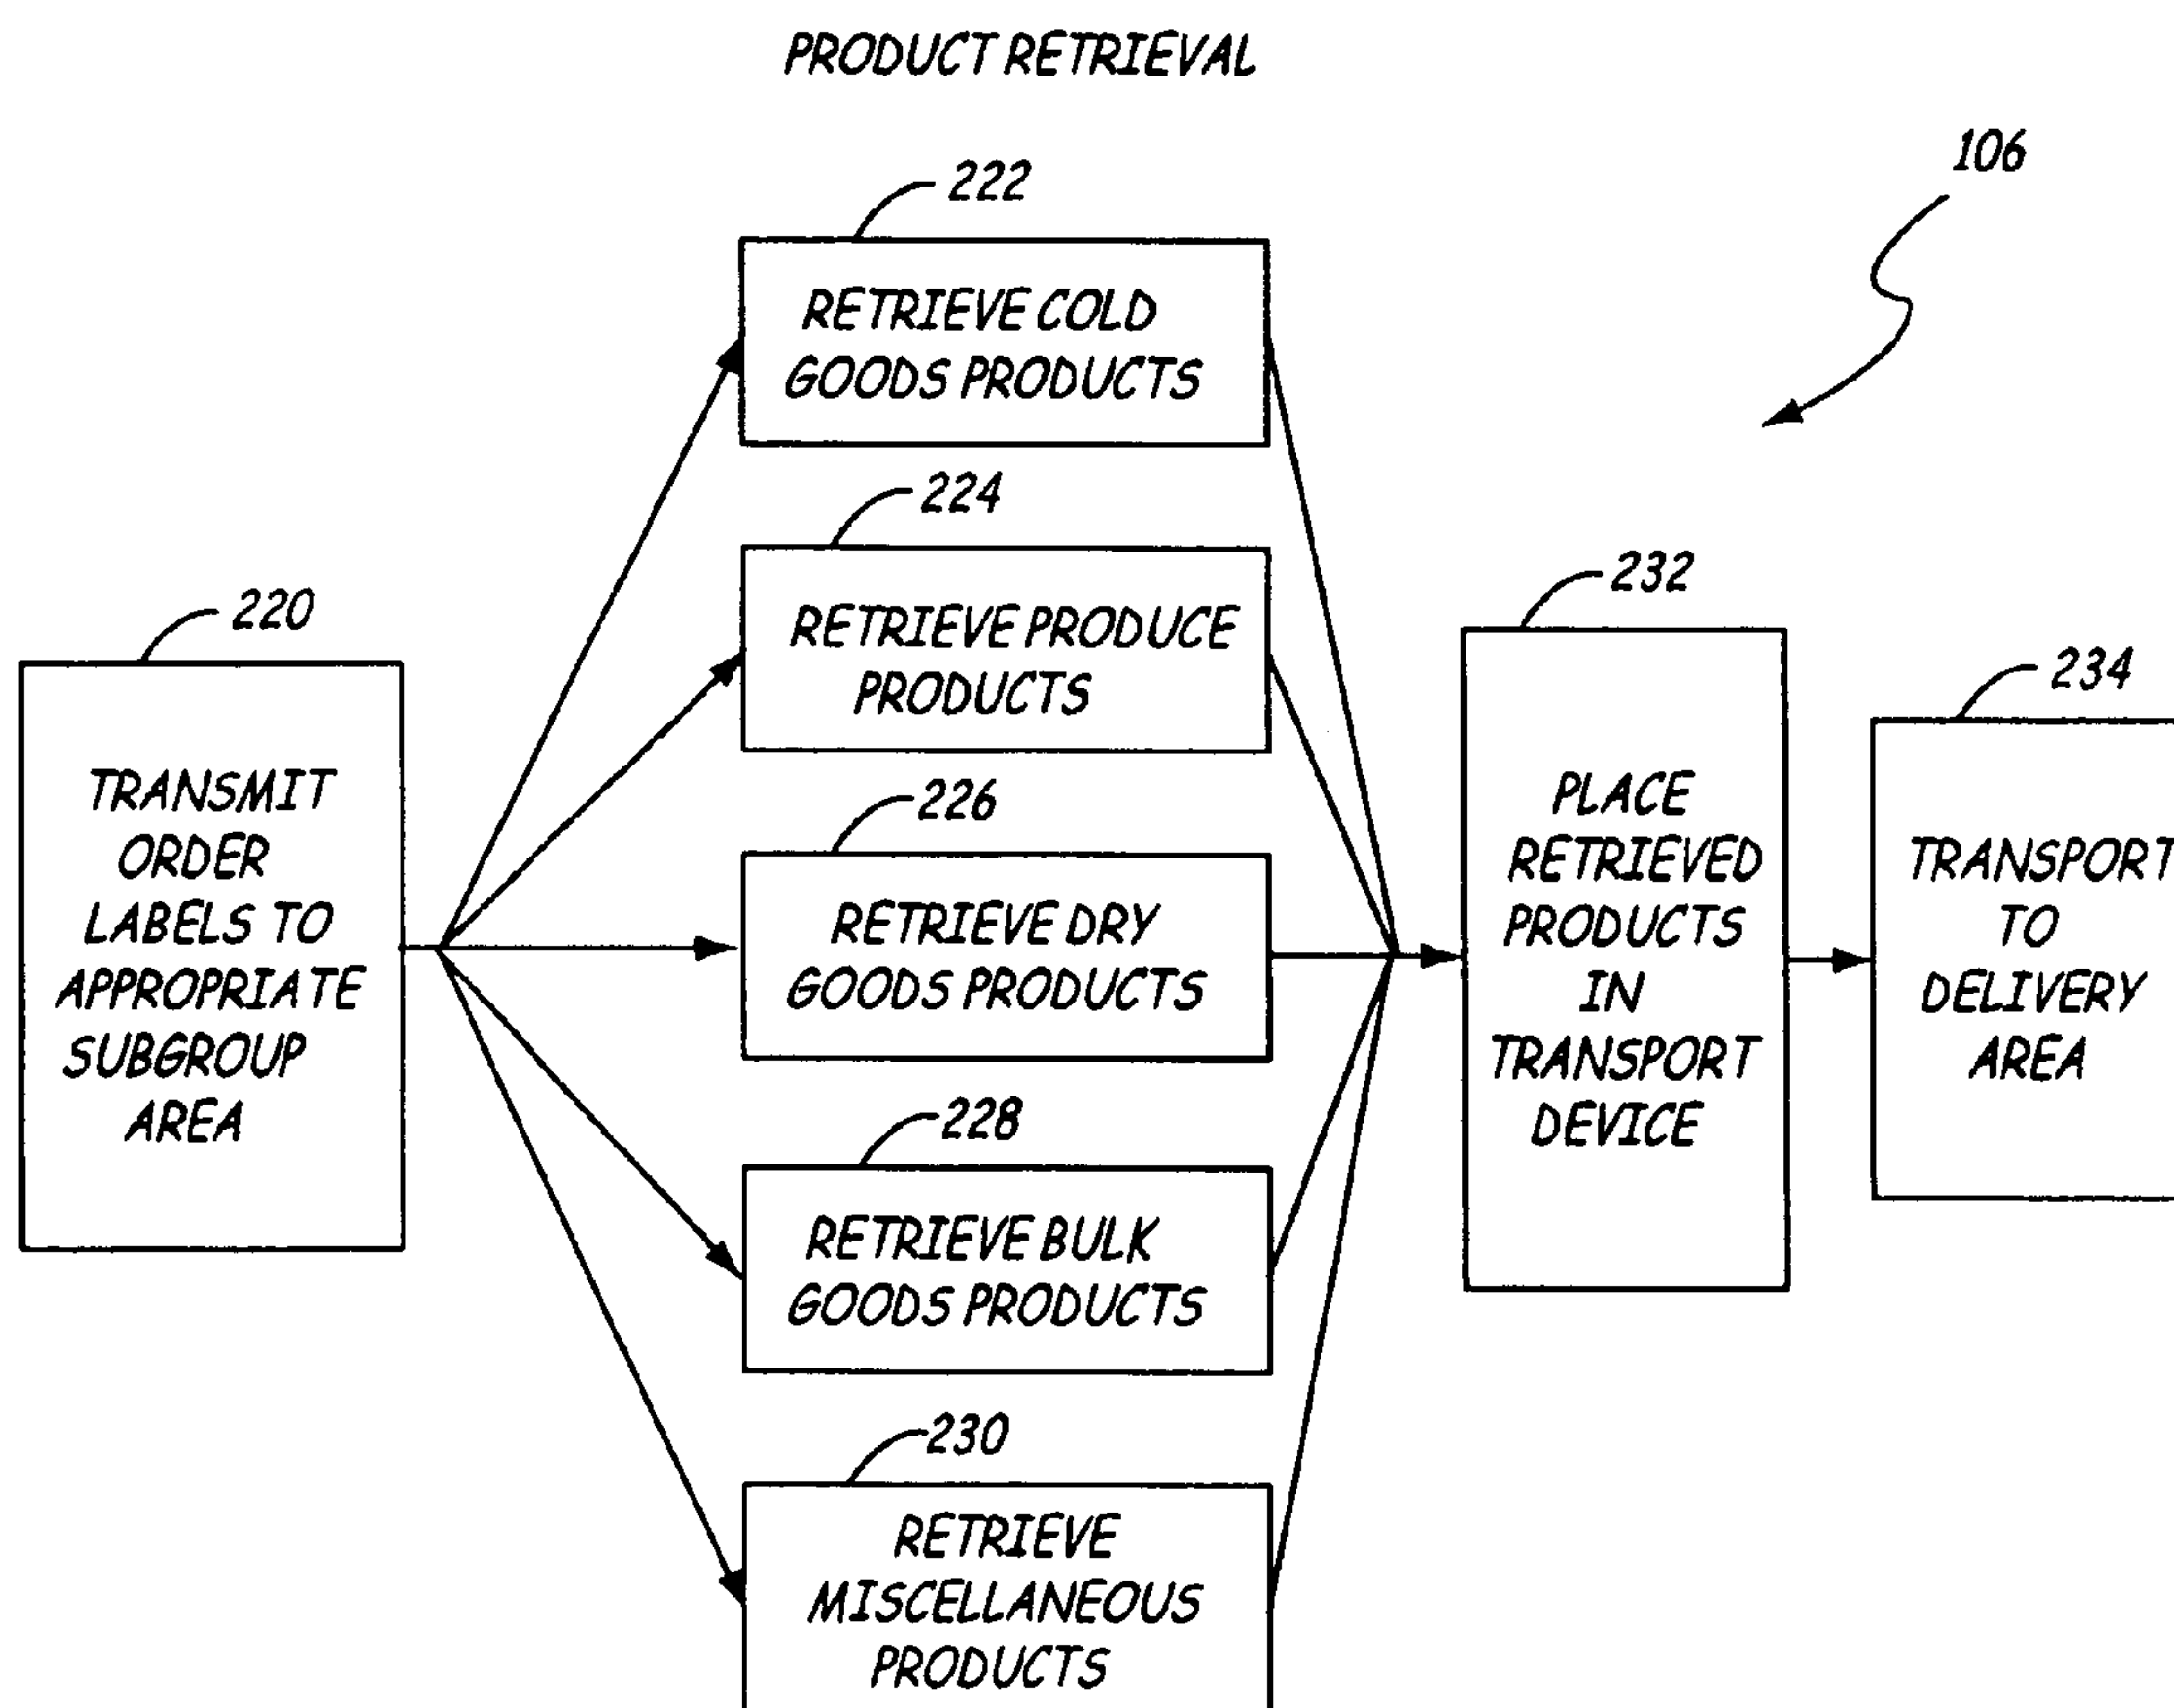 PRODUCT RETRIEVAL
106
222
RETRIEVE COLD
GOODS PRODUCTS
224
RETRIEVE PRODUCE
PRODUCTS
226
RETRIEVE DRY
GOODS PRODUCTS
228
RETRIEVE BULK
GOODS PRODUCTS
230
RETRIEVE
MISCELLANEOUS
PRODUCTS
220
TRANSMIT
ORDER
LABELS TO
APPROPRIATE
SUBGROUP
AREA
232
PLACE
RETRIEVED
PRODUCTS
IN
TRANSPORT
DEVICE
234
TRANSPORT
TO
DELIVERY
AREA